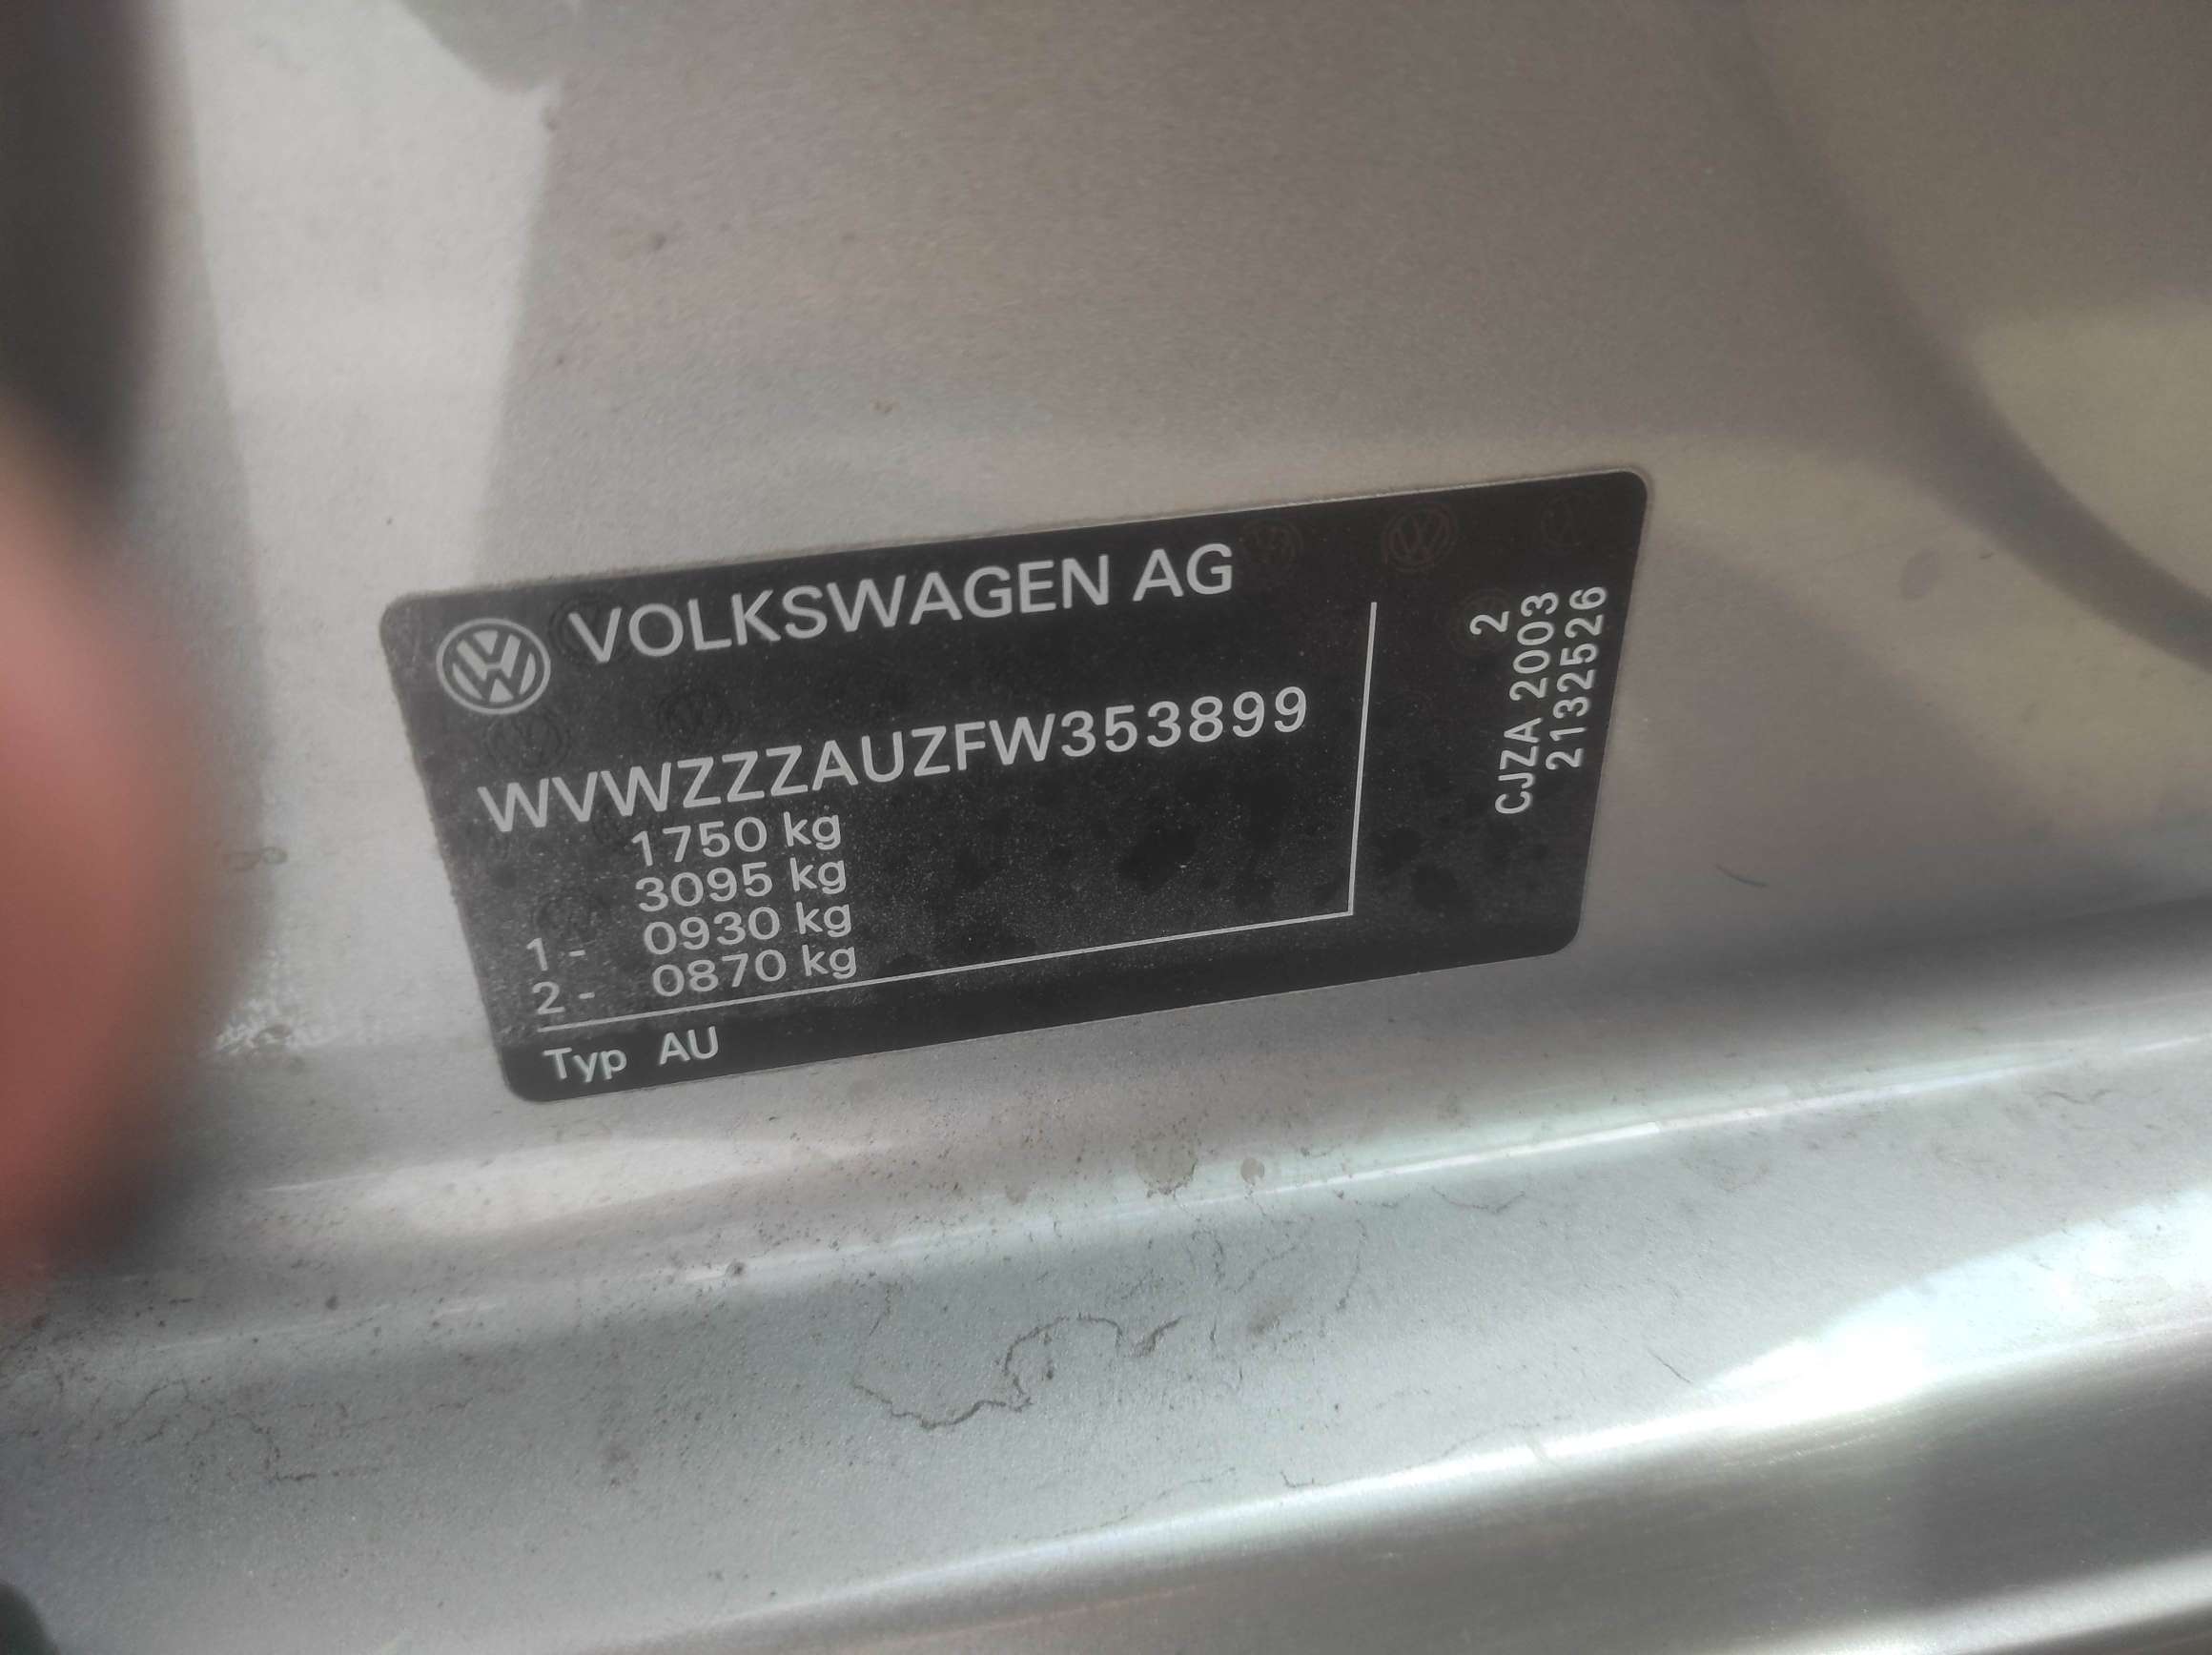 VOLKSWAGEN AG
WVWZZZAUZFW353899
1750 kg
3095 kg
1 - 0930 kg
2 - 0870 kg
Typ AU
2
CJZA 2003
2132526